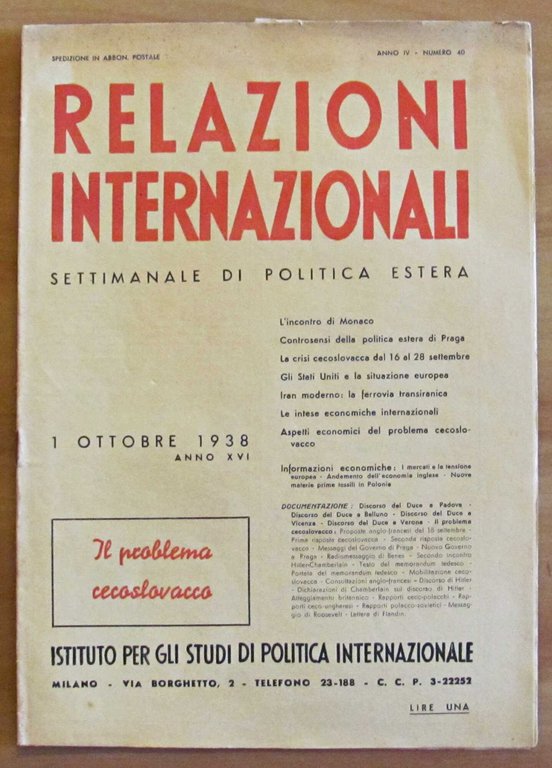 SPEDIZIONE IN ABBON. POSTALE
ANNO IV - NUMERO 40
RELAZIONI
INTERNAZIONALI
SETTIMANALE DI POLITICA ESTERA
L'incontro di Monaco
Controsensi della politica estera di Praga
La crisi cecoslovacca dal 16 al 28 settembre
Gli Stati Uniti e la situazione europea
Iran moderno: la ferrovia transiranica
Le intese economiche internazionali
Aspetti economici del problema cecoslo-
vacco
Informazioni economiche: I mercati e la tensione
europea - Andamento dell'economia inglese - Nuove
materie prime tessili in Polonia
DOCUMENTAZIONE: Discorso del Duce a Padova -
Discorso del Duce a Belluno - Discorso del Duce a
Vicenza - Discorso del Duce a Verona - Il problema
cecoslovacco: Proposte anglo-francesi del 18 settembre -
Prima risposta cecoslovacca - Seconda risposta cecoslo-
vacca - Messaggi del Governo di Praga - Nuovo Governo
a Praga - Radiomessaggio di Benes - Secondo incontro
Hitler-Chamberlain - Testo del memorandum tedesco -
Portata del memorandum tedesco - Mobilitazione ceco-
slovacca - Consultazioni anglo-francesi - Discorso di Hitler
- Dichiarazioni di Chamberlain sul discorso di Hitler -
Atteggiamento britannico - Rapporti ceco-polacchi - Rap-
porti ceco-ungheresi - Rapporti polacco-sovietici - Messag-
gio di Roosevelt - Lettera di Flandin.
1 OTTOBRE 1938
ANNO XVI
Il problema
cecoslovacco
ISTITUTO PER GLI STUDI DI POLITICA INTERNAZIONALE
MILANO - VIA BORGHETTO, 2 - TELEFONO 23-188 - C. C. P. 3-22252
LIRE UNA